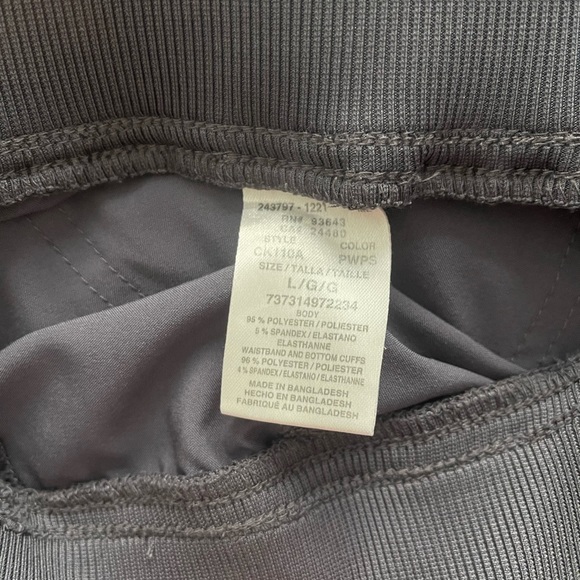 243797-1221
RN# 93643
CA# 24460
STYLE COLOR
CK110A PWPS
SIZE / TALLA / TAILLE
L/G/G
737314972234
BODY
95 % POLYESTER / POLIESTER
5 % SPANDEX / ELASTANO /
ELASTHANNE
WAISTBAND AND BOTTOM CUFFS
96 % POLYESTER / POLIESTER
4 % SPANDEX / ELASTANO / ELASTHANNE
MADE IN BANGLADESH
HECHO EN BANGLADESH
FABRIQUÉ AU BANGLADESH